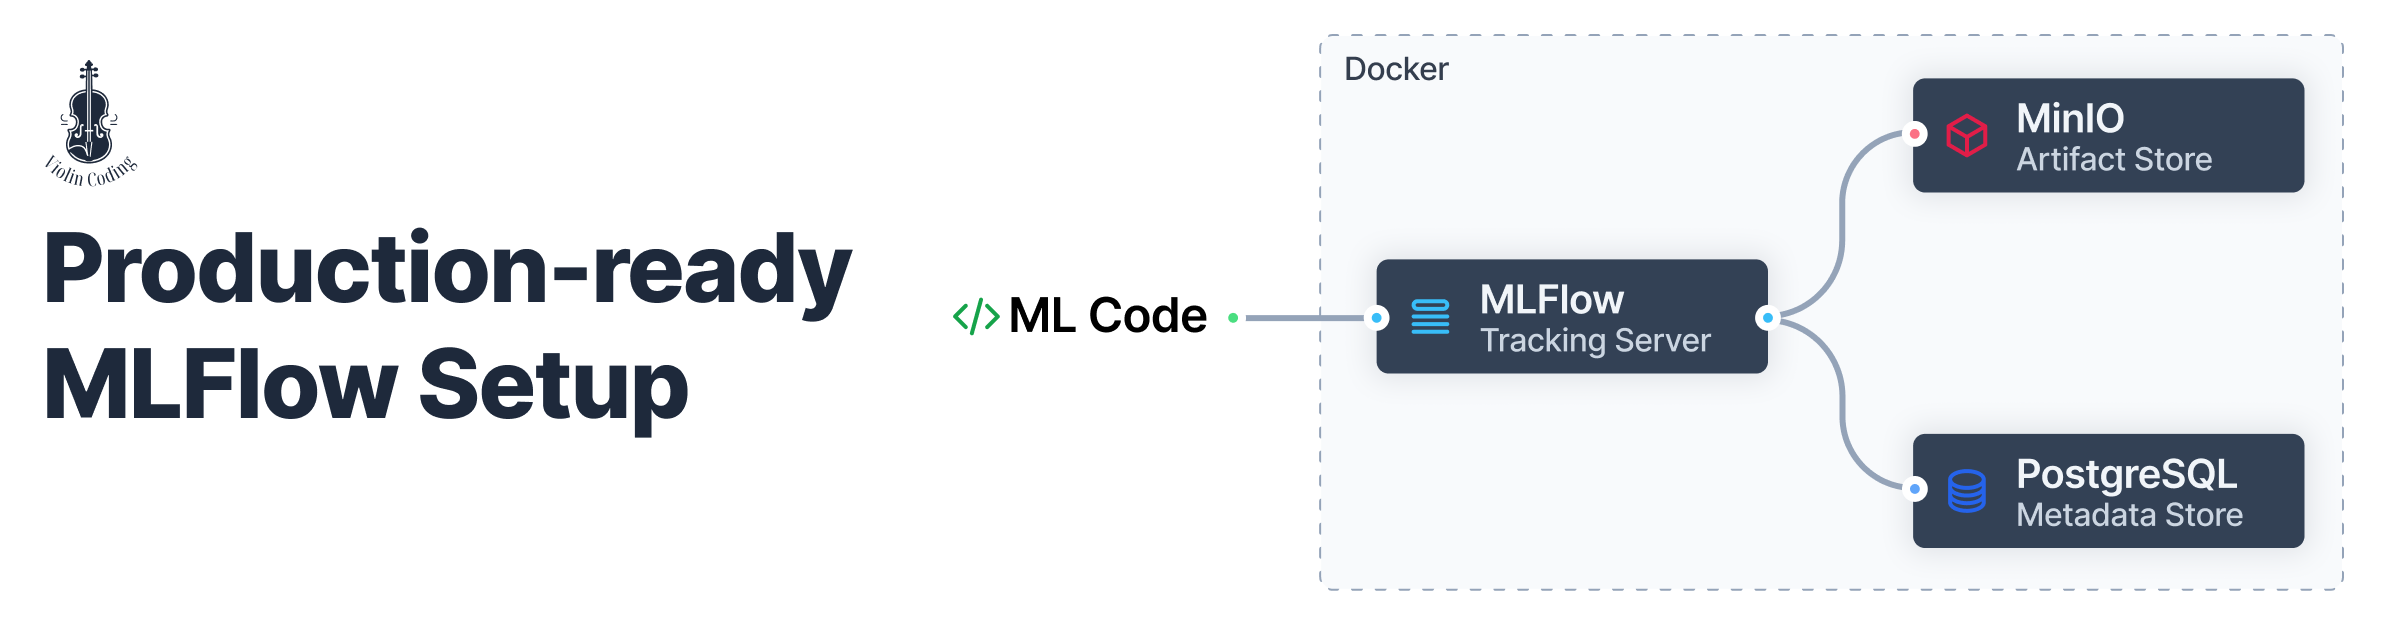 Violin Coding
Production-ready
MLFlow Setup
</> ML Code
Docker
MLFlow
Tracking Server
MinIO
Artifact Store
PostgreSQL
Metadata Store